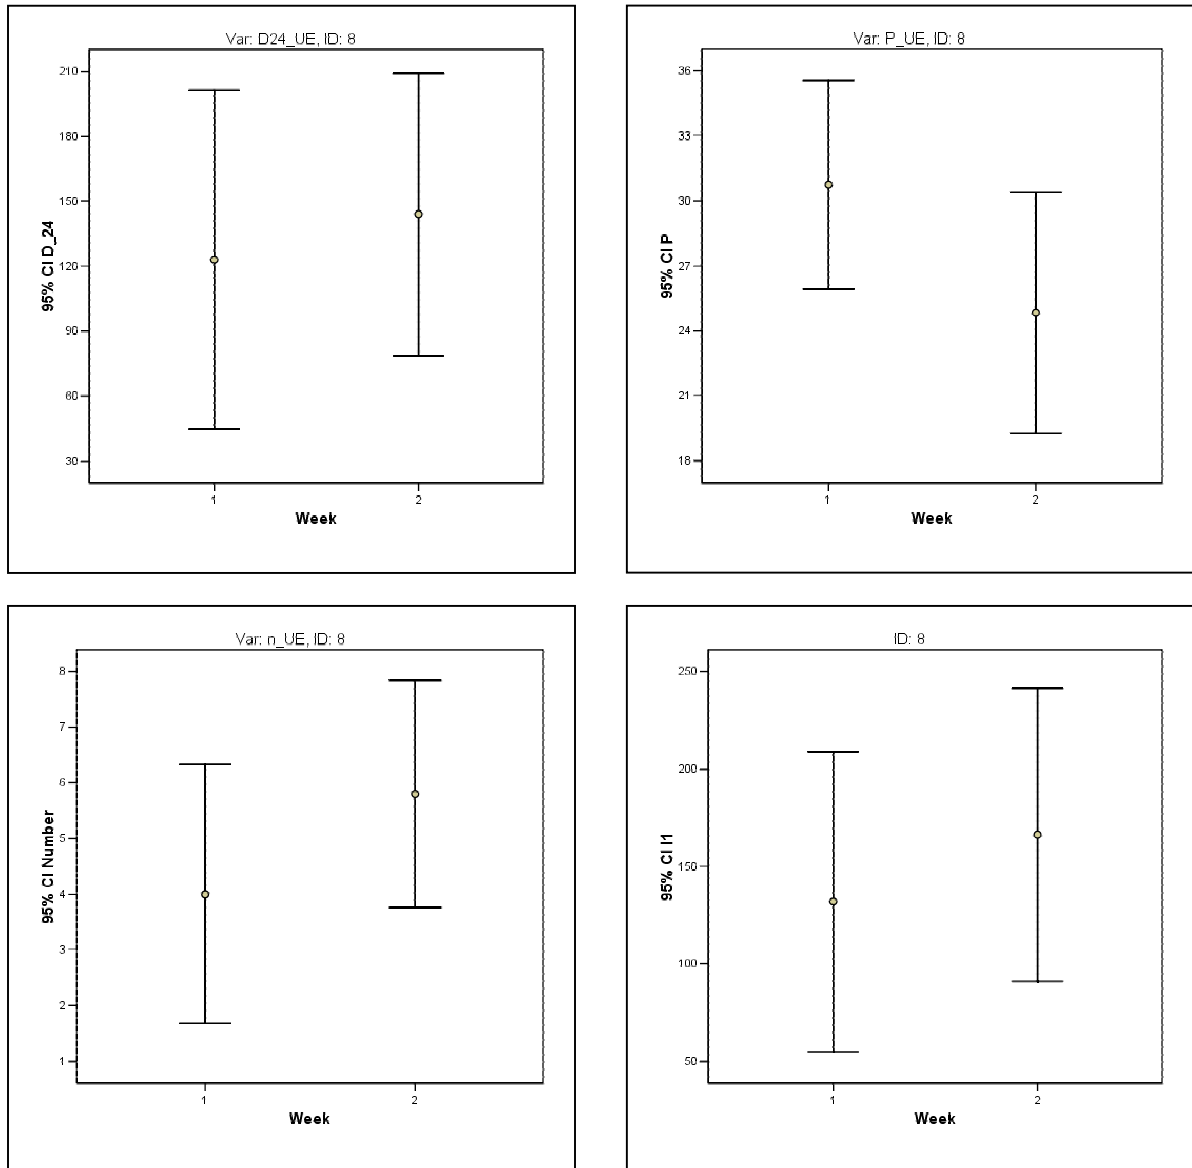 Var: D24_UE, ID: 8
95% CI D_24
210
180
150
120
90
60
30
1
2
Week
Var: P_UE, ID: 8
95% CI P
36
33
30
27
24
21
18
1
2
Week
Var: n_UE, ID: 8
95% CI Number
8
7
6
5
4
3
2
1
1
2
Week
ID: 8
95% CI I1
250
200
150
100
50
1
2
Week